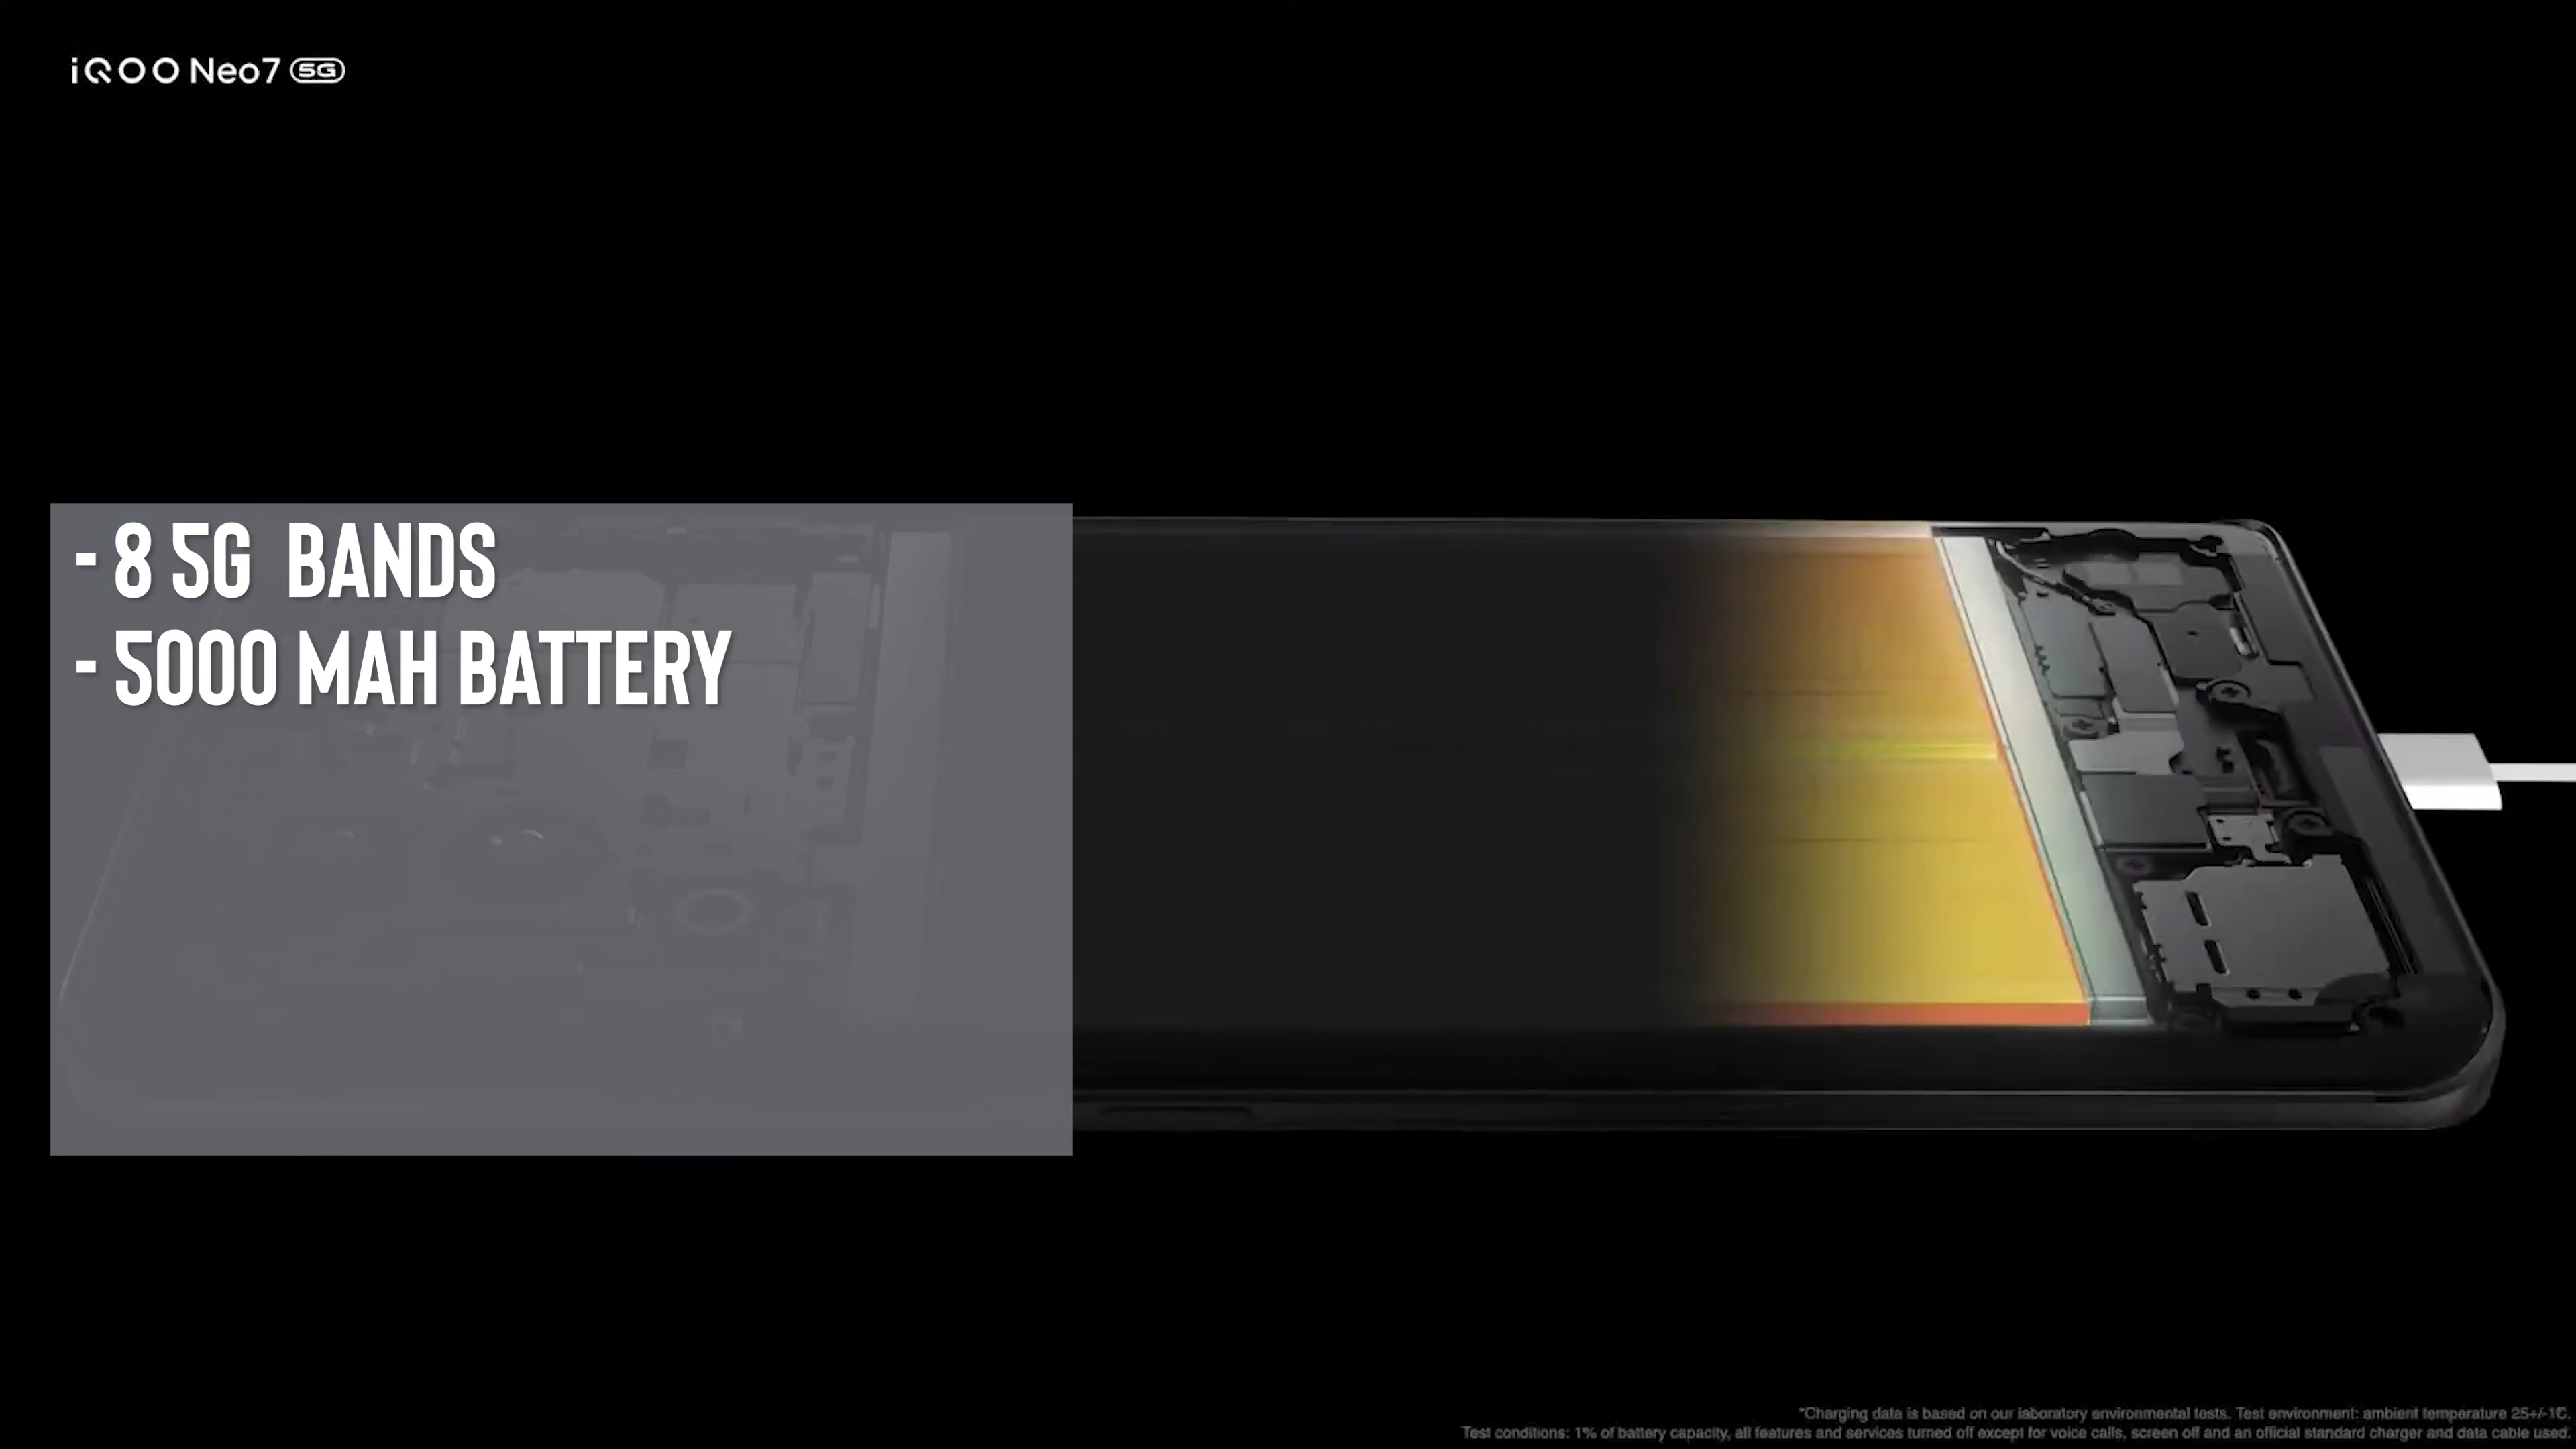 iQOO Neo7 5G
- 8 5G BANDS
- 5000 MAH BATTERY
*Charging data is based on our laboratory environmental tests. Test environment: ambient temperature 25+/-1C.
Test conditions: 1% of battery capacity, all features and services turned off except for voice calls, screen off and an official standard charger and data cable used.